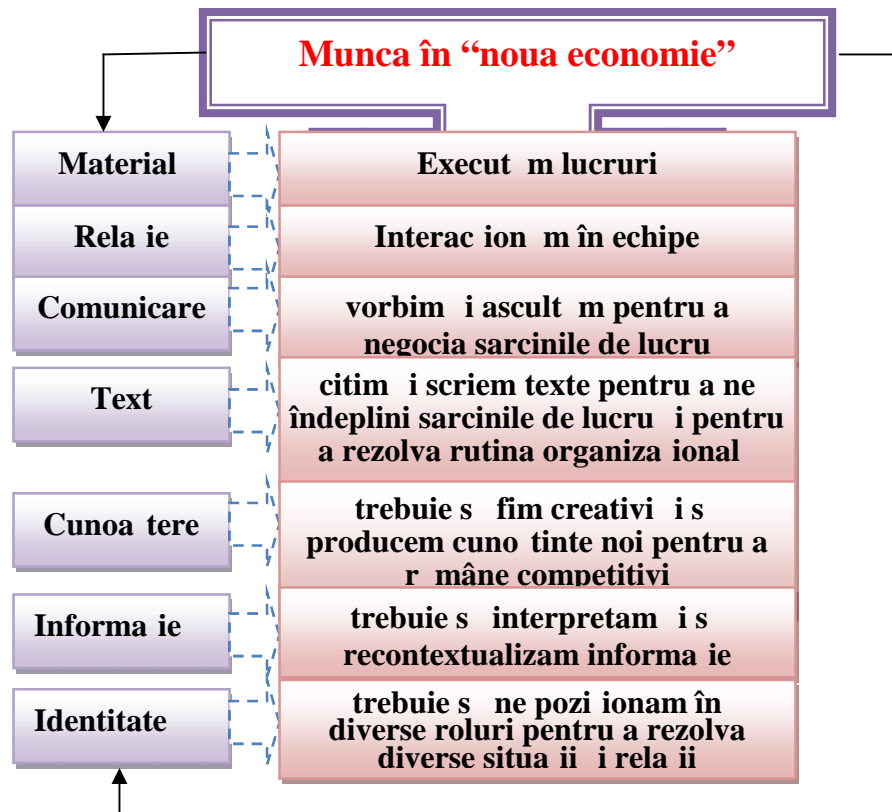 Munca în “noua economie”
Material
Execut m lucruri
Rela ie
Interac ion m în echipe
Comunicare
vorbim i ascult m pentru a
negocia sarcinile de lucru
Text
citim i scriem texte pentru a ne
îndeplini sarcinile de lucru i pentru
a rezolva rutina organiza ional
Cunoa tere
trebuie s fim creativi i s
producem cuno tinte noi pentru a
r mâne competitivi
Informa ie
trebuie s interpretam i s
recontextualizam informa ie
Identitate
trebuie s ne pozi ionam în
diverse roluri pentru a rezolva
diverse situa ii i rela ii